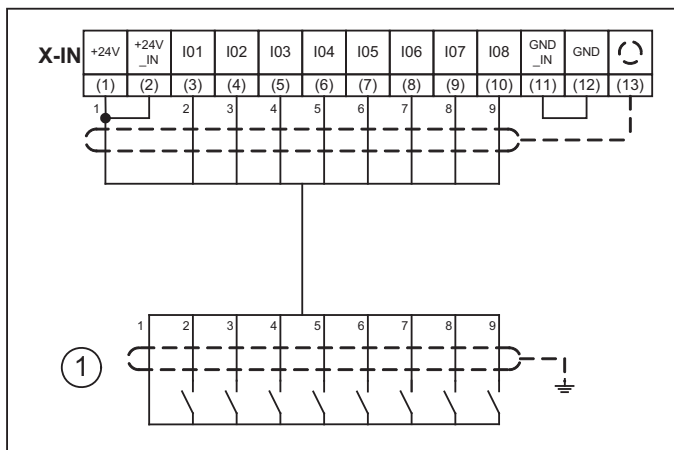 X-IN +24V +24V _IN I01 I02 I03 I04 I05 I06 I07 I08 GND _IN GND
(1) (2) (3) (4) (5) (6) (7) (8) (9) (10) (11) (12) (13)
1 2 3 4 5 6 7 8 9
1 2 3 4 5 6 7 8 9
1